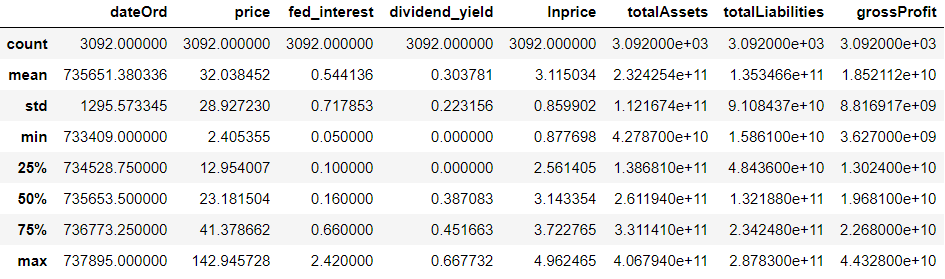 dateOrd price fed_interest dividend_yield lnprice totalAssets totalLiabilities grossProfit
count 3092.000000 3092.000000 3092.000000 3092.000000 3092.000000 3.092000e+03 3.092000e+03 3.092000e+03
mean 735651.380336 32.038452 0.544136 0.303781 3.115034 2.324254e+11 1.353466e+11 1.852112e+10
std 1295.573345 28.927230 0.717853 0.223156 0.859902 1.121674e+11 9.108437e+10 8.816917e+09
min 733409.000000 2.405355 0.050000 0.000000 0.877698 4.278700e+10 1.586100e+10 3.627000e+09
25% 734528.750000 12.954007 0.100000 0.000000 2.561405 1.386810e+11 4.843600e+10 1.302400e+10
50% 735653.500000 23.181504 0.160000 0.387083 3.143354 2.611940e+11 1.321880e+11 1.968100e+10
75% 736773.250000 41.378662 0.660000 0.451663 3.722765 3.311410e+11 2.342480e+11 2.268000e+10
max 737895.000000 142.945728 2.420000 0.667732 4.962465 4.067940e+11 2.878300e+11 4.432800e+10